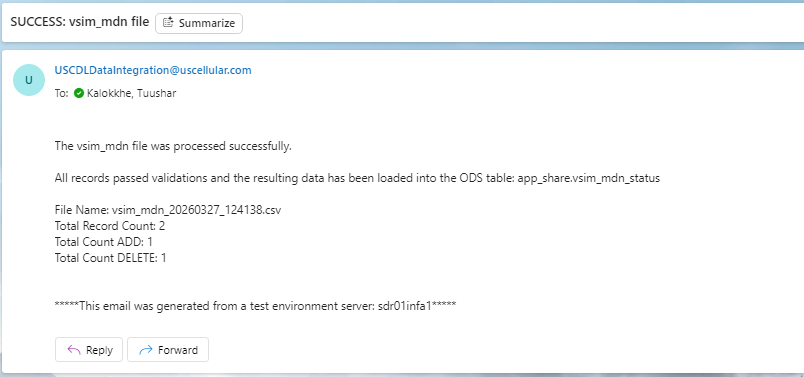 SUCCESS: vsim_mdn file Summarize
U
USCDLDataIntegration@uscellular.com
To: Kalokkhe, Tuushar
The vsim_mdn file was processed successfully.
All records passed validations and the resulting data has been loaded into the ODS table: app_share.vsim_mdn_status
File Name: vsim_mdn_20260327_124138.csv
Total Record Count: 2
Total Count ADD: 1
Total Count DELETE: 1
*****This email was generated from a test environment server: sdr01infa1*****
Reply Forward